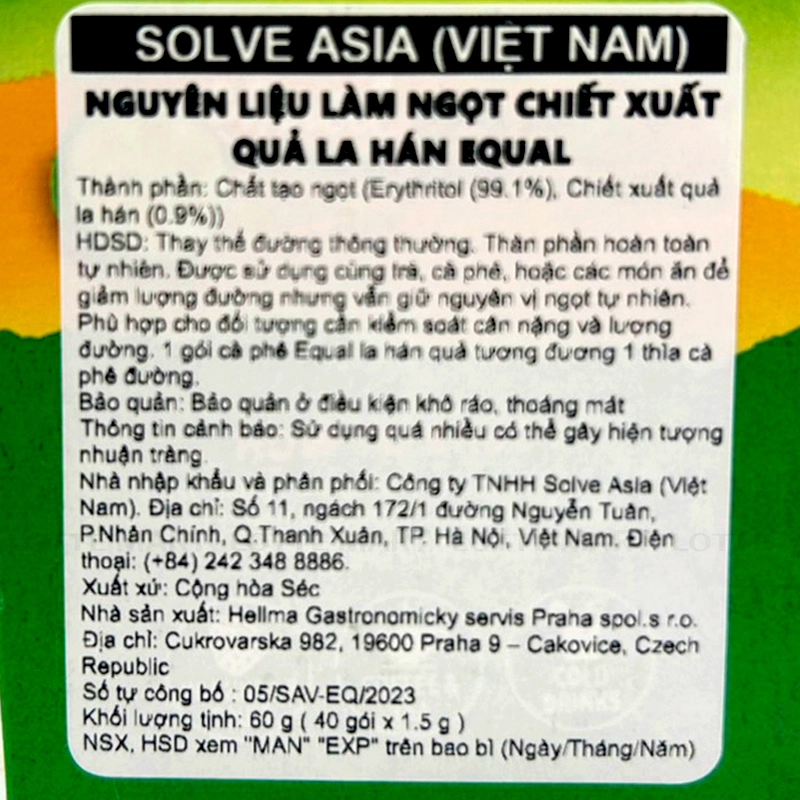 SOLVE ASIA (VIỆT NAM)
NGUYÊN LIỆU LÀM NGỌT CHIẾT XUẤT
QUẢ LA HÁN EQUAL
Thành phần: Chất tạo ngọt (Erythritol (99.1%), Chiết xuất quả
la hán (0.9%))
HDSD: Thay thế đường thông thường. Thàn phần hoàn toàn
tự nhiên. Được sử dụng cùng trà, cà phê, hoặc các món ăn để
giảm lượng đường nhưng vẫn giữ nguyên vị ngọt tự nhiên.
Phù hợp cho đối tượng cần kiểm soát cân nặng và lượng
đường. 1 gói cà phê Equal la hán quả tương đương 1 thìa cà
phê đường.
Bảo quản: Bảo quản ở điều kiện khô ráo, thoáng mát
Thông tin cảnh báo: Sử dụng quá nhiều có thể gây hiện tượng
nhuận tràng.
Nhà nhập khẩu và phân phối: Công ty TNHH Solve Asia (Việt
Nam). Địa chỉ: Số 11, ngách 172/1 đường Nguyễn Tuân,
P.Nhân Chính, Q.Thanh Xuân, TP. Hà Nội, Việt Nam. Điện
thoại: (+84) 242 348 8886.
Xuất xứ: Cộng hòa Séc
Nhà sản xuất: Hellma Gastronomicky servis Praha spol.s r.o.
Địa chỉ: Cukrovarska 982, 19600 Praha 9 – Cakovice, Czech
Republic
Số tự công bố : 05/SAV-EQ/2023
Khối lượng tịnh: 60 g ( 40 gói x 1.5 g )
NSX, HSD xem "MAN" "EXP" trên bao bì (Ngày/Tháng/Năm)